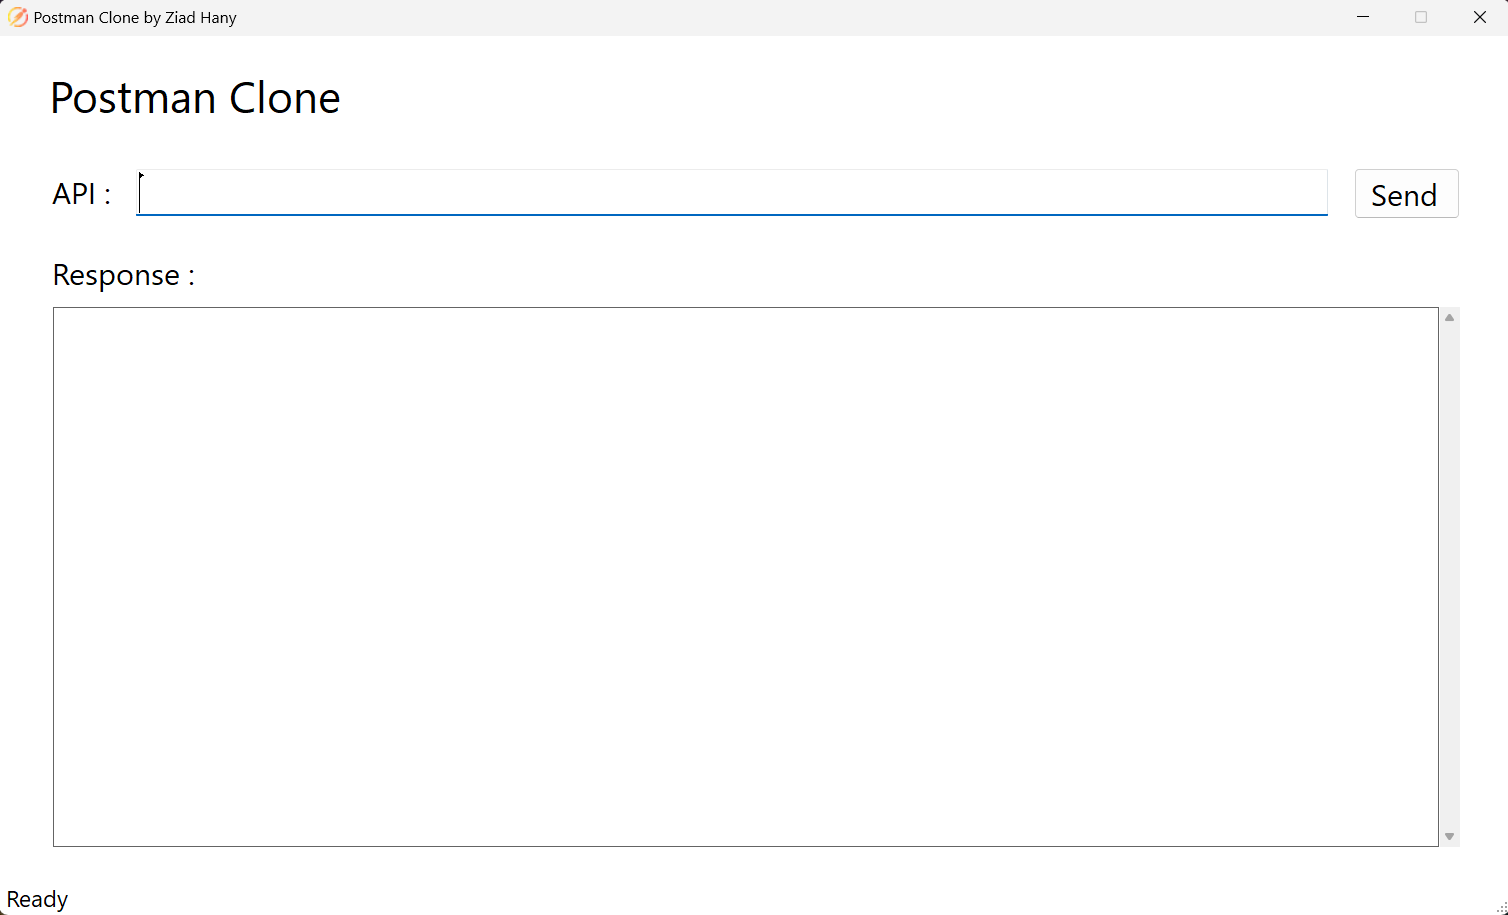 Postman Clone by Ziad Hany
Postman Clone
API :
Send
Response :
Ready